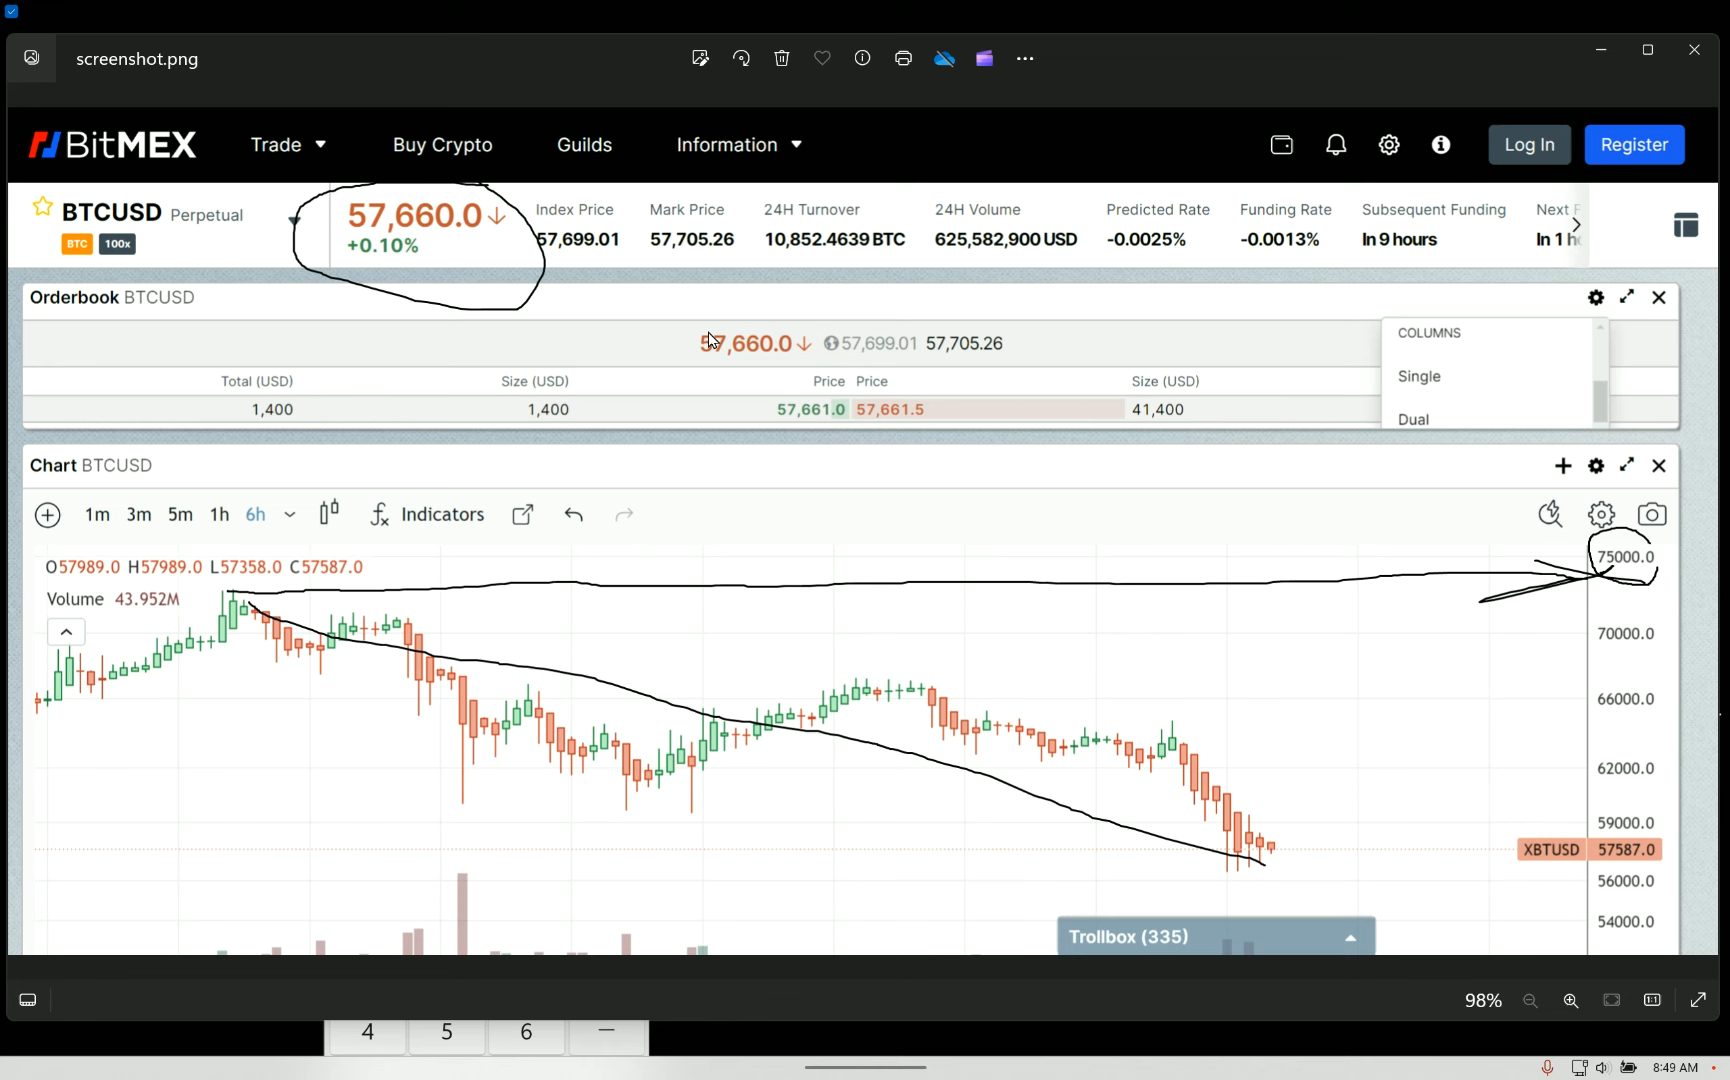 screenshot.png
BitMEX Trade Buy Crypto Guilds Information Log In Register
BTCUSD Perpetual
BTC 100x
57,660.0
+0.10%
Index Price Mark Price 24H Turnover 24H Volume Predicted Rate Funding Rate Subsequent Funding Next
57,699.01 57,705.26 10,852.4639 BTC 625,582,900 USD -0.0025% -0.0013% In 9 hours In 1
Orderbook BTCUSD
57,660.0 57,699.01 57,705.26
COLUMNS
Single
Dual
Total (USD) Size (USD) Price Price Size (USD)
1,400 1,400 57,661.0 57,661.5 41,400
Chart BTCUSD
1m 3m 5m 1h 6h fx Indicators
O57989.0 H57989.0 L57358.0 C57587.0
Volume 43.952M
75000.0
70000.0
66000.0
62000.0
59000.0
XBTUSD 57587.0
56000.0
54000.0
Trollbox (335)
98% 1:1
4 5 6 —
8:49 AM